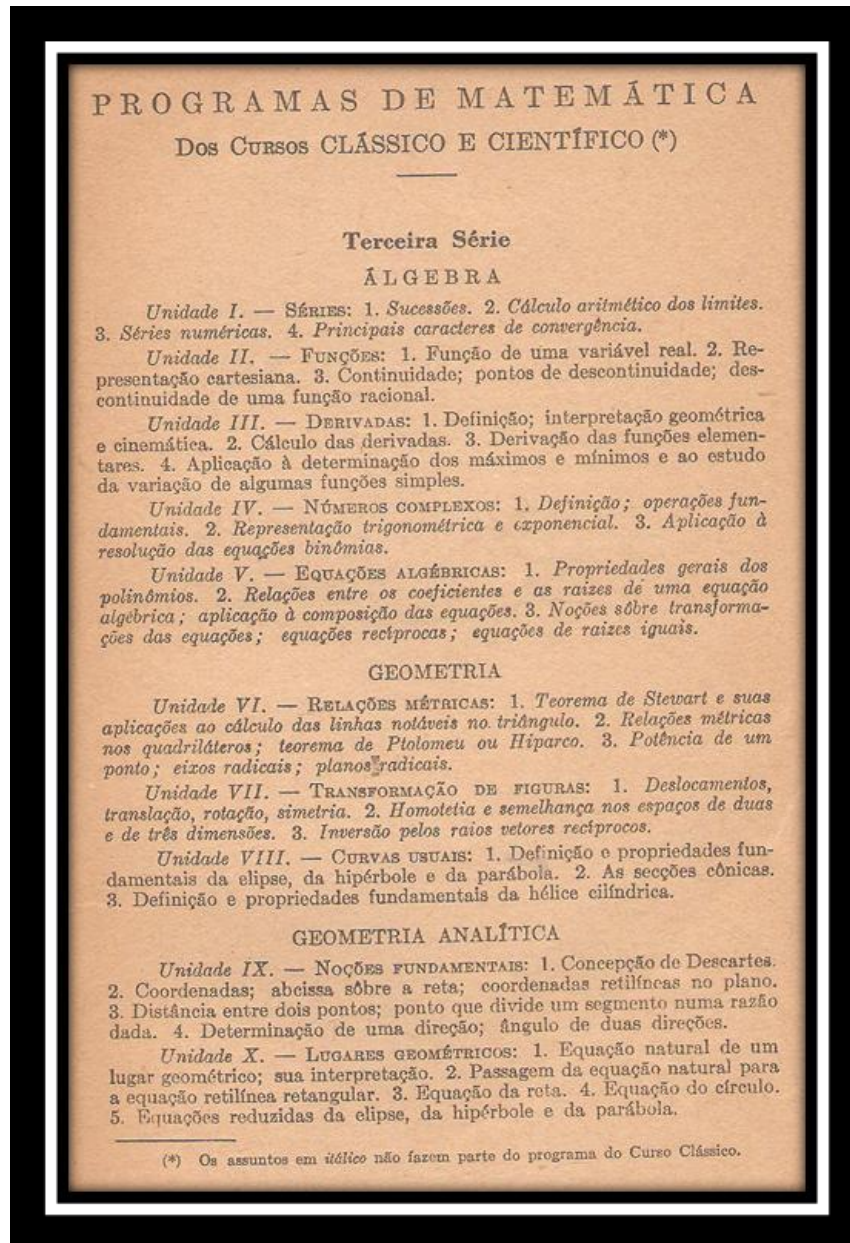 PROGRAMAS DE MATEMÁTICA
Dos Cursos CLÁSSICO E CIENTÍFICO (*)
Terceira Série
ÁLGEBRA
Unidade I. — Séries: 1. Sucessões. 2. Cálculo aritmético dos limites.
3. Séries numéricas. 4. Principais caracteres de convergência.
Unidade II. — Funções: 1. Função de uma variável real. 2. Re-
presentação cartesiana. 3. Continuidade; pontos de descontinuidade; des-
continuidade de uma função racional.
Unidade III. — Derivadas: 1. Definição; interpretação geométrica
e cinemática. 2. Cálculo das derivadas. 3. Derivação das funções elemen-
tares. 4. Aplicação à determinação dos máximos e mínimos e ao estudo
da variação de algumas funções simples.
Unidade IV. — Números complexos: 1. Definição; operações fun-
damentais. 2. Representação trigonométrica e exponencial. 3. Aplicação à
resolução das equações binômias.
Unidade V. — Equações algébricas: 1. Propriedades gerais dos
polinômios. 2. Relações entre os coeficientes e as raizes de uma equação
algébrica; aplicação à composição das equações. 3. Noções sôbre transforma-
ções das equações; equações recíprocas; equações de raizes iguais.
GEOMETRIA
Unidade VI. — Relações métricas: 1. Teorema de Stewart e suas
aplicações ao cálculo das linhas notáveis no triângulo. 2. Relações métricas
nos quadriláteros; teorema de Ptolomeu ou Hiparco. 3. Potência de um
ponto; eixos radicais; planos radicais.
Unidade VII. — Transformação de figuras: 1. Deslocamentos,
translação, rotação, simetria. 2. Homotetia e semelhança nos espaços de duas
e de três dimensões. 3. Inversão pelos raios vetores recíprocos.
Unidade VIII. — Curvas usuais: 1. Definição e propriedades fun-
damentais da elipse, da hipérbole e da parábola. 2. As secções cônicas.
3. Definição e propriedades fundamentais da hélice cilíndrica.
GEOMETRIA ANALÍTICA
Unidade IX. — Noções fundamentais: 1. Concepção de Descartes.
2. Coordenadas; abcissa sôbre a reta; coordenadas retilíneas no plano.
3. Distância entre dois pontos; ponto que divide um segmento numa razão
dada. 4. Determinação de uma direção; ângulo de duas direções.
Unidade X. — Lugares geométricos: 1. Equação natural de um
lugar geométrico; sua interpretação. 2. Passagem da equação natural para
a equação retilínea retangular. 3. Equação da reta. 4. Equação do círculo.
5. Equações reduzidas da elipse, da hipérbole e da parábola.
(*) Os assuntos em itálico não fazem parte do programa do Curso Clássico.